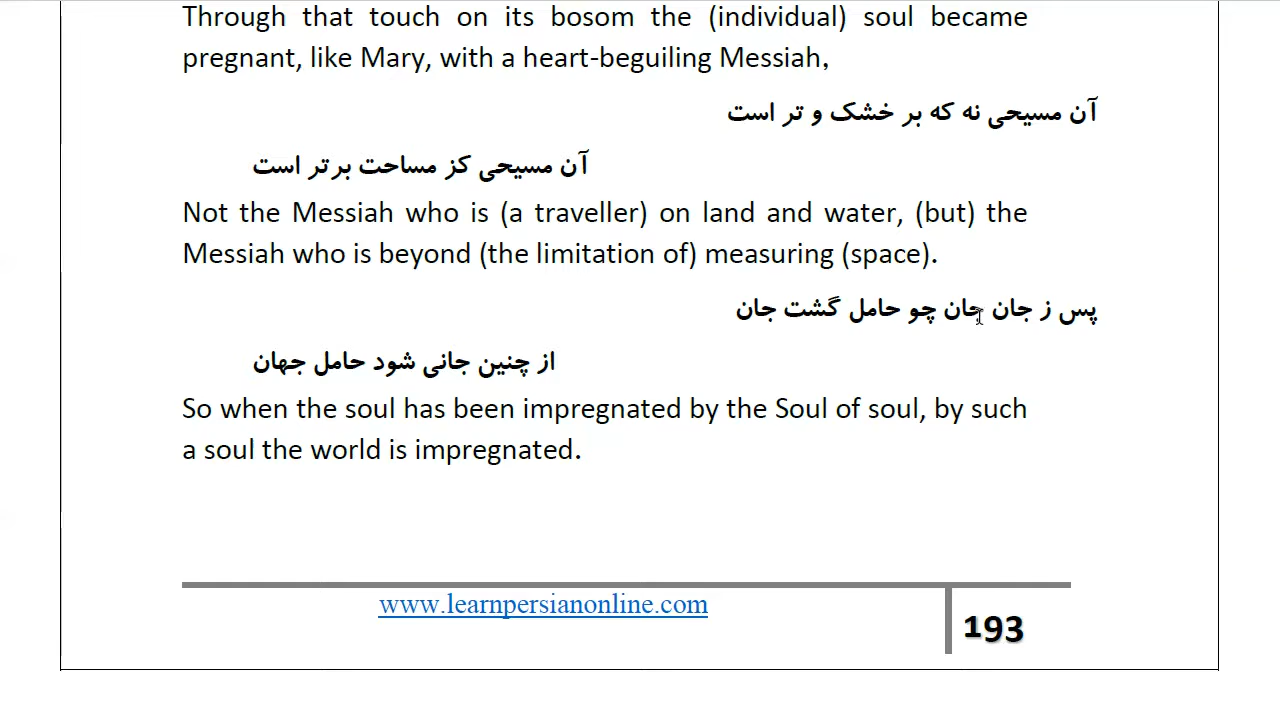 Through that touch on its bosom the (individual) soul became
pregnant, like Mary, with a heart-beguiling Messiah,
آن مسیحی نه که بر خشک و تر است
آن مسیحی کز مساحت برتر است
Not the Messiah who is (a traveller) on land and water, (but) the
Messiah who is beyond (the limitation of) measuring (space).
پس ز جان جان چو حامل گشت جان
از چنین جانی شود حامل جهان
So when the soul has been impregnated by the Soul of soul, by such
a soul the world is impregnated.
www.learnpersianonline.com
193